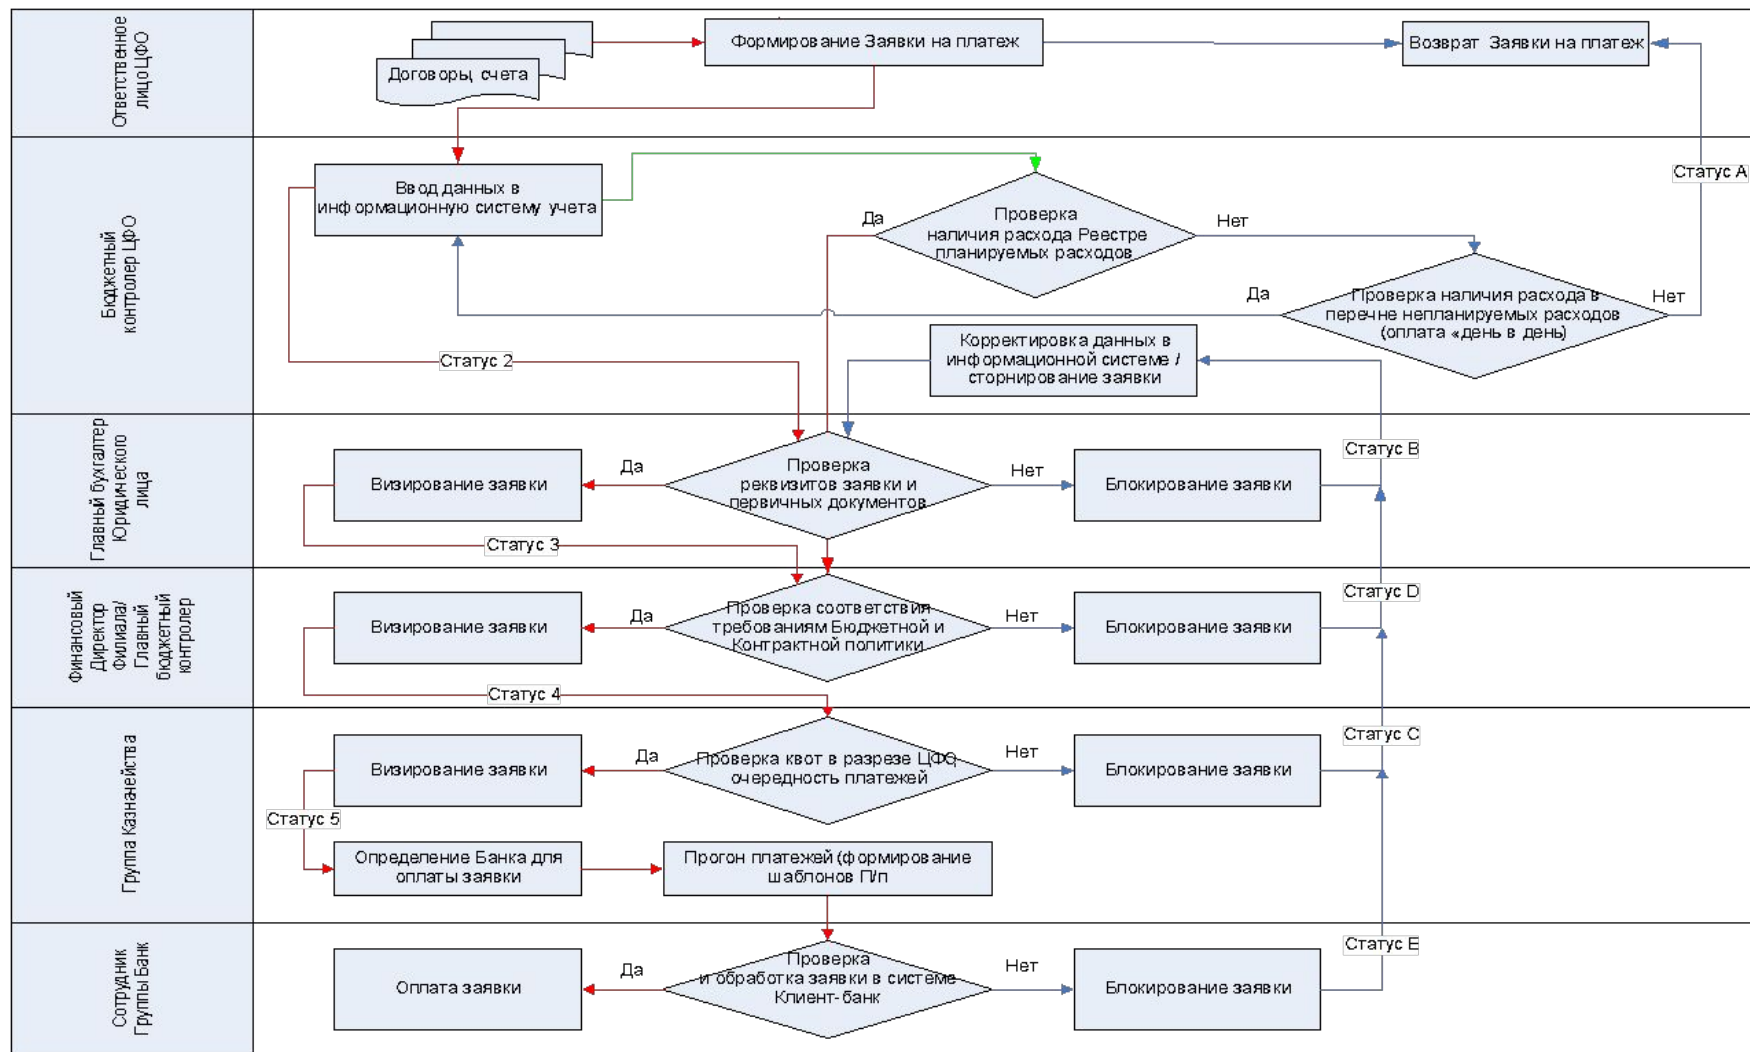 Ответственное
лицо ЦФО
Договоры, счета
Формирование Заявки на платеж
Возврат Заявки на платеж
Бюджетный
контролер ЦФО
Ввод данных в
информационную систему учета
Да
Проверка
наличия расхода Реестре
планируемых расходов
Нет
Статус А
Да
Проверка наличия расхода в
перечне непланируемых расходов
(оплата «день в день)
Нет
Статус 2
Корректировка данных в
информационной системе /
сторнирование заявки
Главный бухгалтер
Юридического
лица
Визирование заявки
Да
Проверка
реквизитов заявки и
первичных документов
Нет
Блокирование заявки
Статус В
Статус 3
Финансовый
Директор
Филиала/
Главный
бюджетный
контролер
Визирование заявки
Да
Проверка соответствия
требованиям Бюджетной и
Контрактной политики
Нет
Блокирование заявки
Статус D
Статус 4
Группа Казначейства
Визирование заявки
Да
Проверка квот в разрезе ЦФО,
очередность платежей
Нет
Блокирование заявки
Статус С
Статус 5
Определение Банка для
оплаты заявки
Прогон платежей (формирование
шаблонов П/п
Сотрудник
Группы Банк
Оплата заявки
Да
Проверка
и обработка заявки в системе
Клиент-банк
Нет
Блокирование заявки
Статус Е